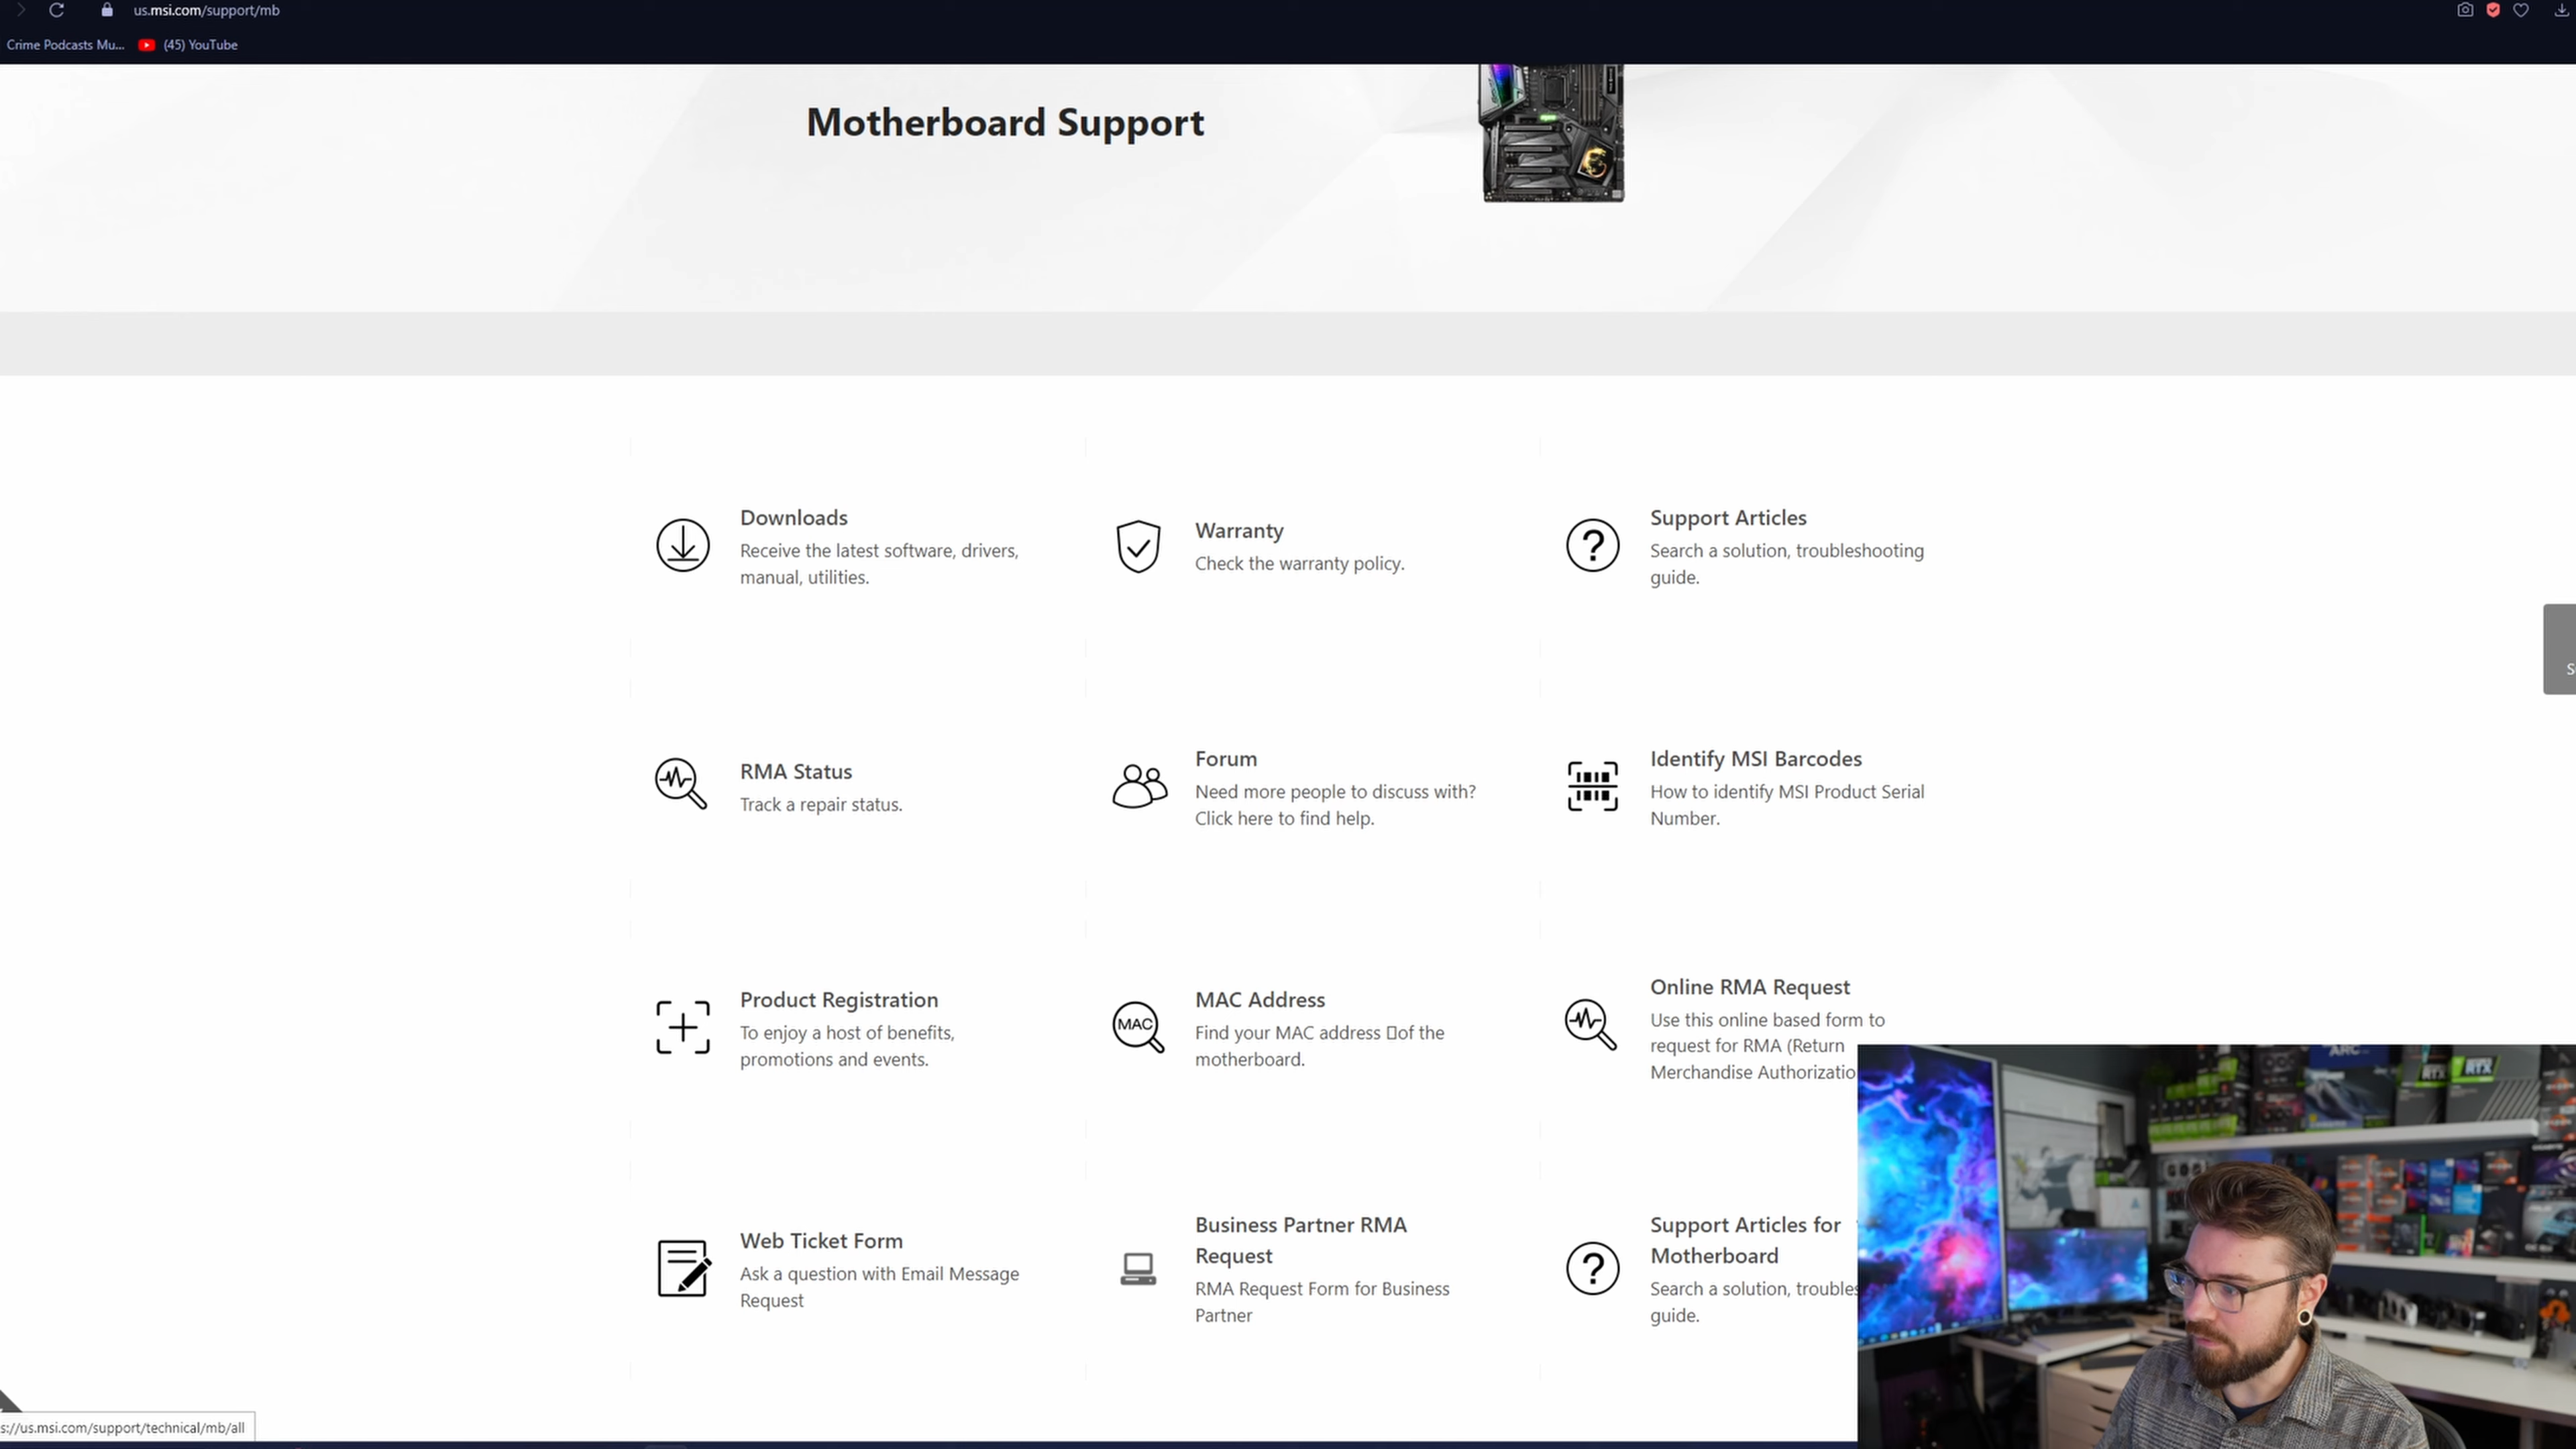 us.msi.com/support/mb
Crime Podcasts Mu... (45) YouTube
Motherboard Support
Downloads
Receive the latest software, drivers,
manual, utilities.
Warranty
Check the warranty policy.
Support Articles
Search a solution, troubleshooting
guide.
S
RMA Status
Track a repair status.
Forum
Need more people to discuss with?
Click here to find help.
Identify MSI Barcodes
How to identify MSI Product Serial
Number.
Product Registration
To enjoy a host of benefits,
promotions and events.
MAC
MAC Address
Find your MAC address of the
motherboard.
Online RMA Request
Use this online based form to
request for RMA (Return
Merchandise Authorizatio
Web Ticket Form
Ask a question with Email Message
Request
Business Partner RMA
Request
RMA Request Form for Business
Partner
Support Articles for
Motherboard
Search a solution, troubles
guide.
s://us.msi.com/support/technical/mb/all
ARC
RTX
RTX